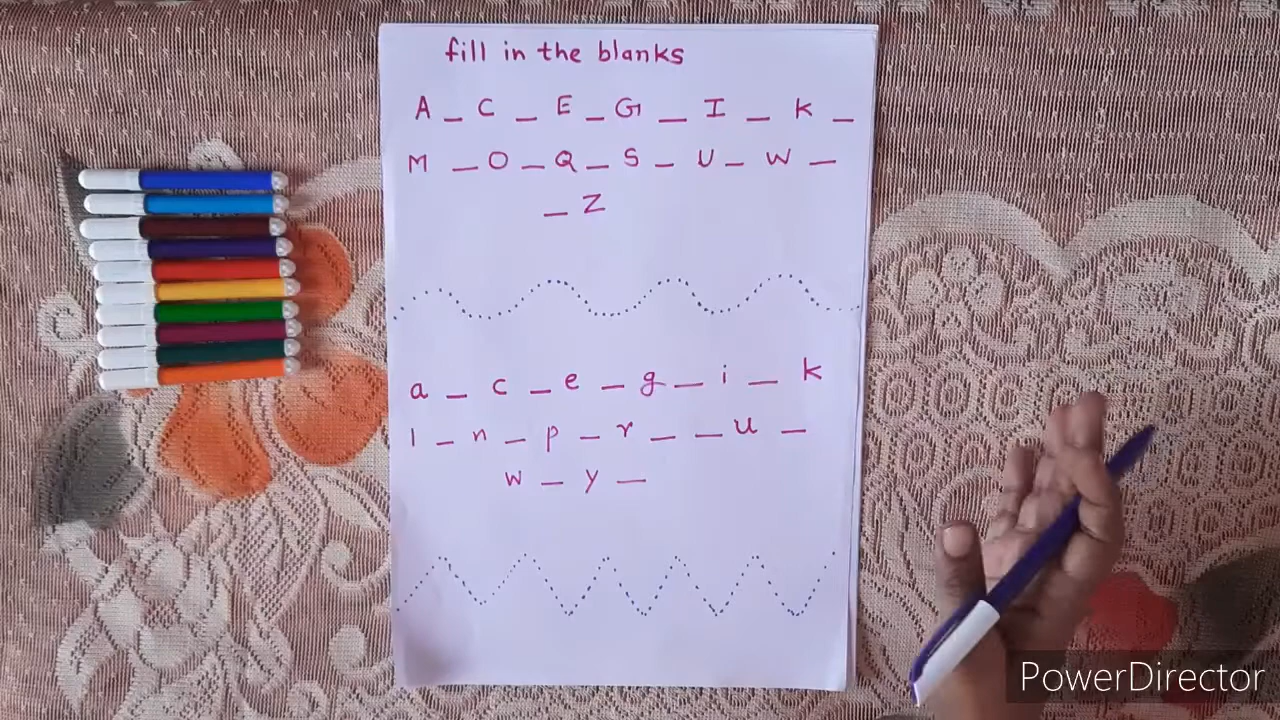 fill in the blanks
A _ C _ E _ G _ I _ K _
M _ O _ Q _ S _ U _ W _
_ Z
a _ c _ e _ g _ i _ k
l _ n _ p _ r _ _ u _
w _ y _
PowerDirector